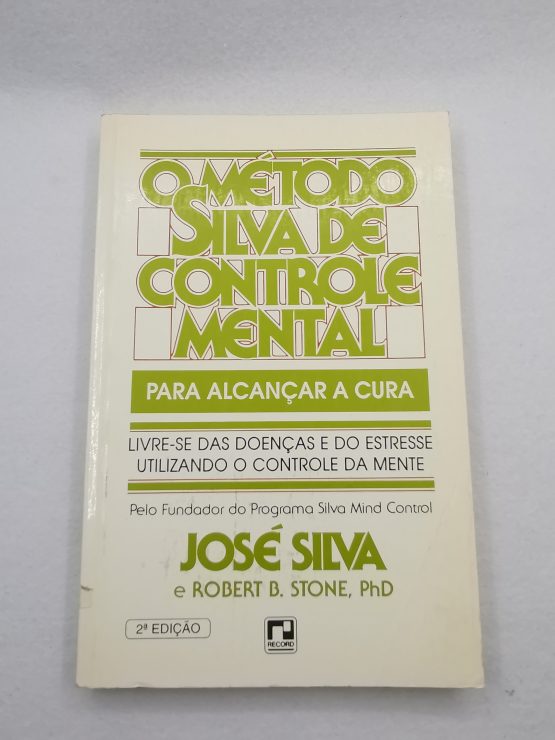 O MÉTODO
SILVA DE
CONTROLE
MENTAL
PARA ALCANÇAR A CURA
LIVRE-SE DAS DOENÇAS E DO ESTRESSE
UTILIZANDO O CONTROLE DA MENTE
Pelo Fundador do Programa Silva Mind Control
JOSÉ SILVA
e ROBERT B. STONE, PhD
2ª EDIÇÃO
RECORD